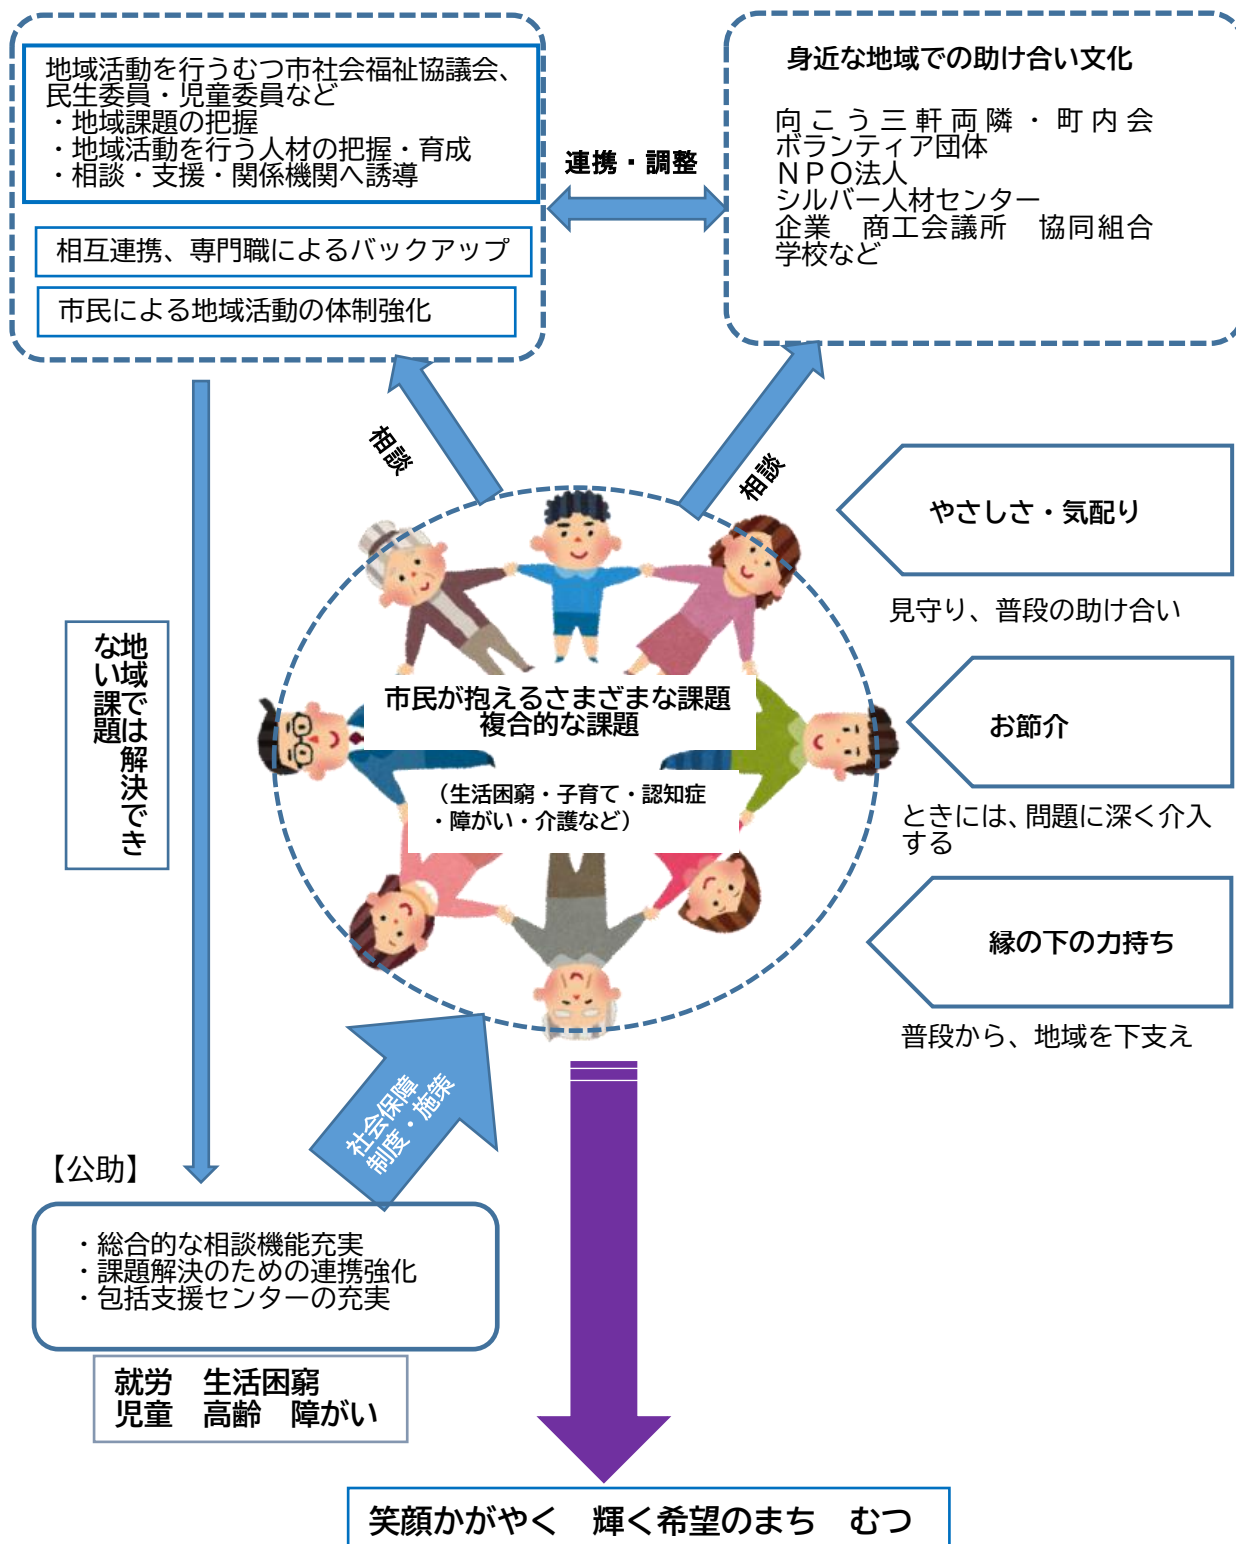 地域活動を行うむつ市社会福祉協議会、
民生委員・児童委員など
・地域課題の把握
・地域活動を行う人材の把握・育成
・相談・支援・関係機関へ誘導
相互連携、専門職によるバックアップ
市民による地域活動の体制強化
連携・調整
身近な地域での助け合い文化
向こう三軒両隣・町内会
ボランティア団体
ＮＰＯ法人
シルバー人材センター
企業　商工会議所　協同組合
学校など
相談
相談
やさしさ・気配り
見守り、普段の助け合い
お節介
ときには、問題に深く介入
する
縁の下の力持ち
普段から、地域を下支え
市民が抱えるさまざまな課題
複合的な課題
（生活困窮・子育て・認知症
・障がい・介護など）
地域では解決でき
ない課題
社会保障
制度・施策
【公助】
・総合的な相談機能充実
・課題解決のための連携強化
・包括支援センターの充実
就労　生活困窮
児童　高齢　障がい
笑顔かがやく　輝く希望のまち　むつ